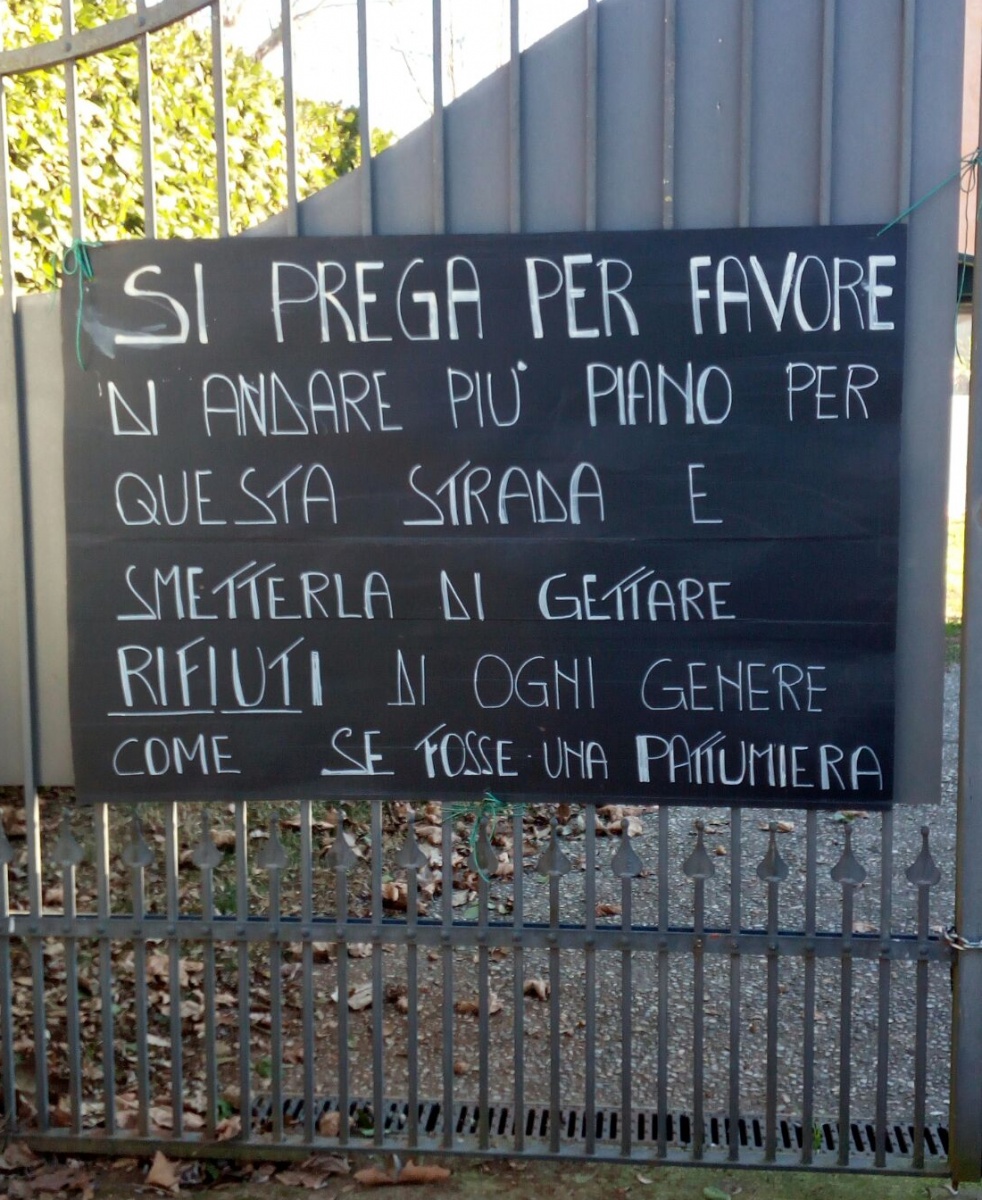 SI PREGA PER FAVORE
DI ANDARE PIU' PIANO PER
QUESTA STRADA E
SMETTERLA DI GETTARE
RIFIUTI DI OGNI GENERE
COME SE FOSSE UNA PATTUMIERA